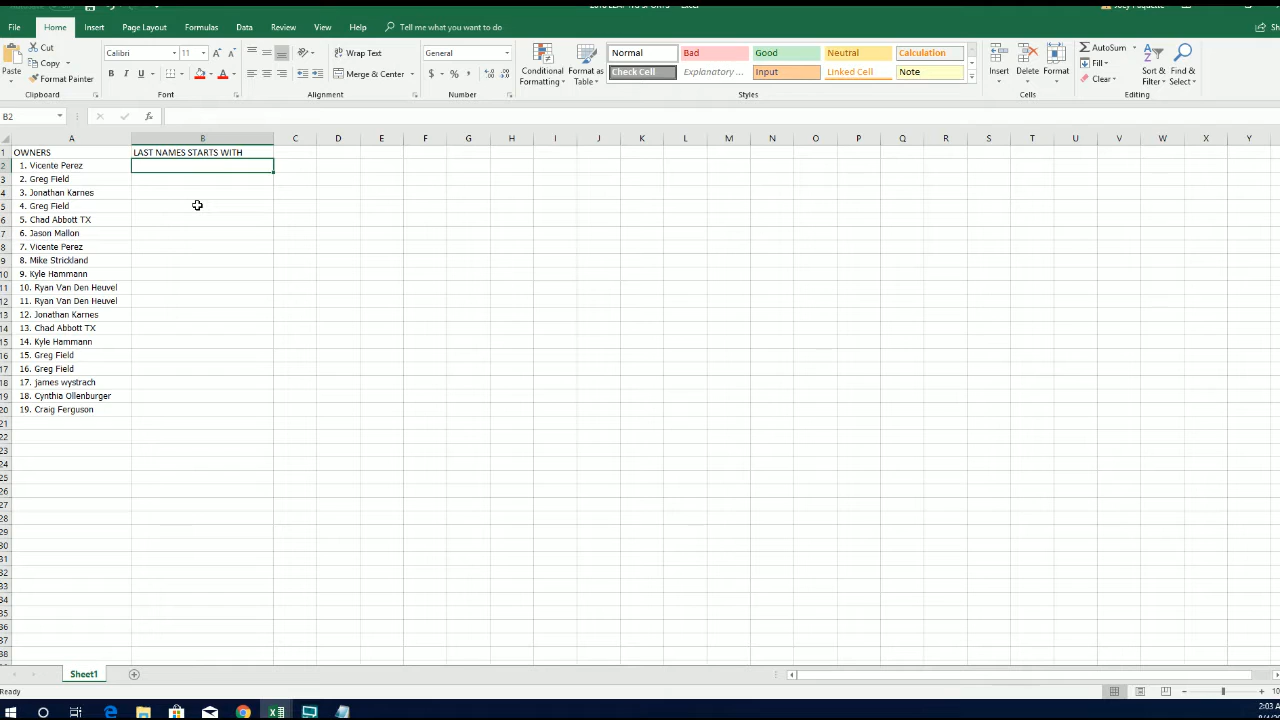 File Home Insert Page Layout Formulas Data Review View Help Tell me what you want to do
Cut
Copy
Format Painter
Paste
Clipboard
Calibri 11
Font
Wrap Text
Merge & Center
Alignment
General
Number
Conditional Formatting
Format as Table
Normal Bad Good Neutral Calculation
Check Cell Explanatory ... Input Linked Cell Note
Styles
Insert Delete Format
Cells
AutoSum
Fill
Clear
Sort & Filter
Find & Select
Editing
B2
A B C D E F G H I J K L M N O P Q R S T U V W X Y
OWNERS LAST NAMES STARTS WITH
1. Vicente Perez
2. Greg Field
3. Jonathan Karnes
4. Greg Field
5. Chad Abbott TX
6. Jason Mallon
7. Vicente Perez
8. Mike Strickland
9. Kyle Hammann
10. Ryan Van Den Heuvel
11. Ryan Van Den Heuvel
12. Jonathan Karnes
13. Chad Abbott TX
14. Kyle Hammann
15. Greg Field
16. Greg Field
17. james wystrach
18. Cynthia Ollenburger
19. Craig Ferguson
Sheet1
Ready
2:03 A